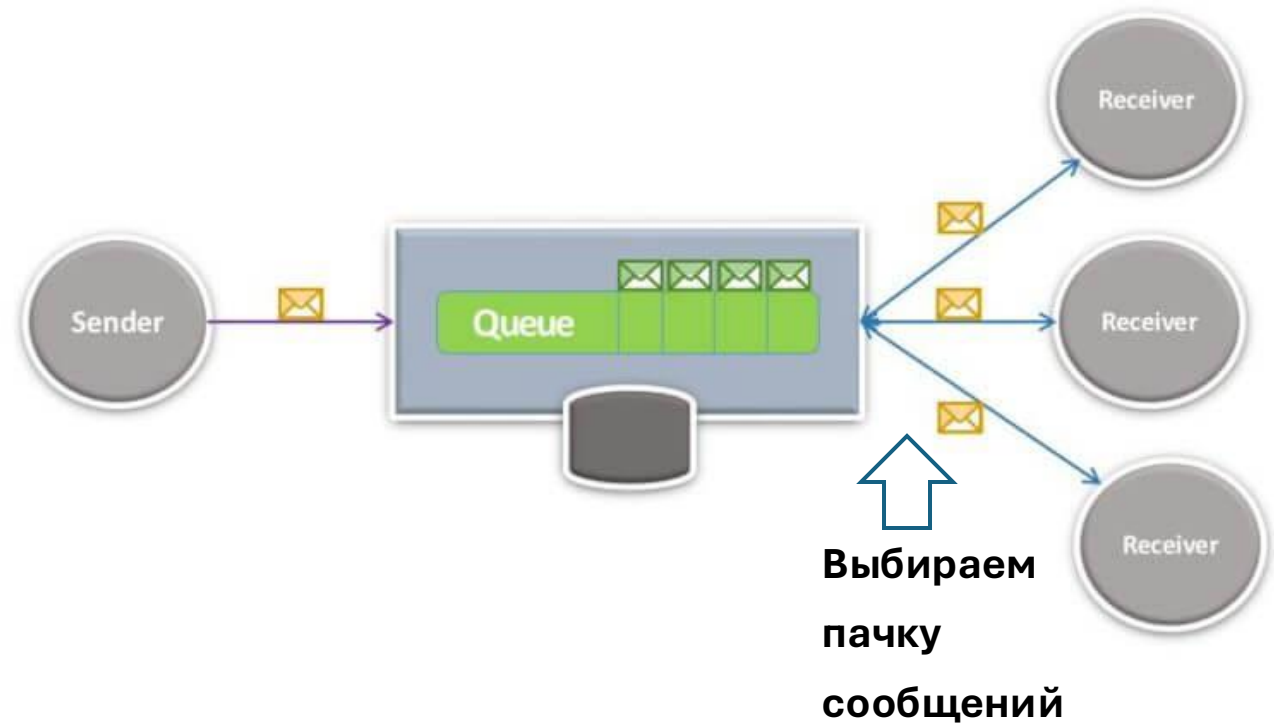 Receiver
Sender
Queue
Receiver
Receiver
Выбираем
пачку
сообщений